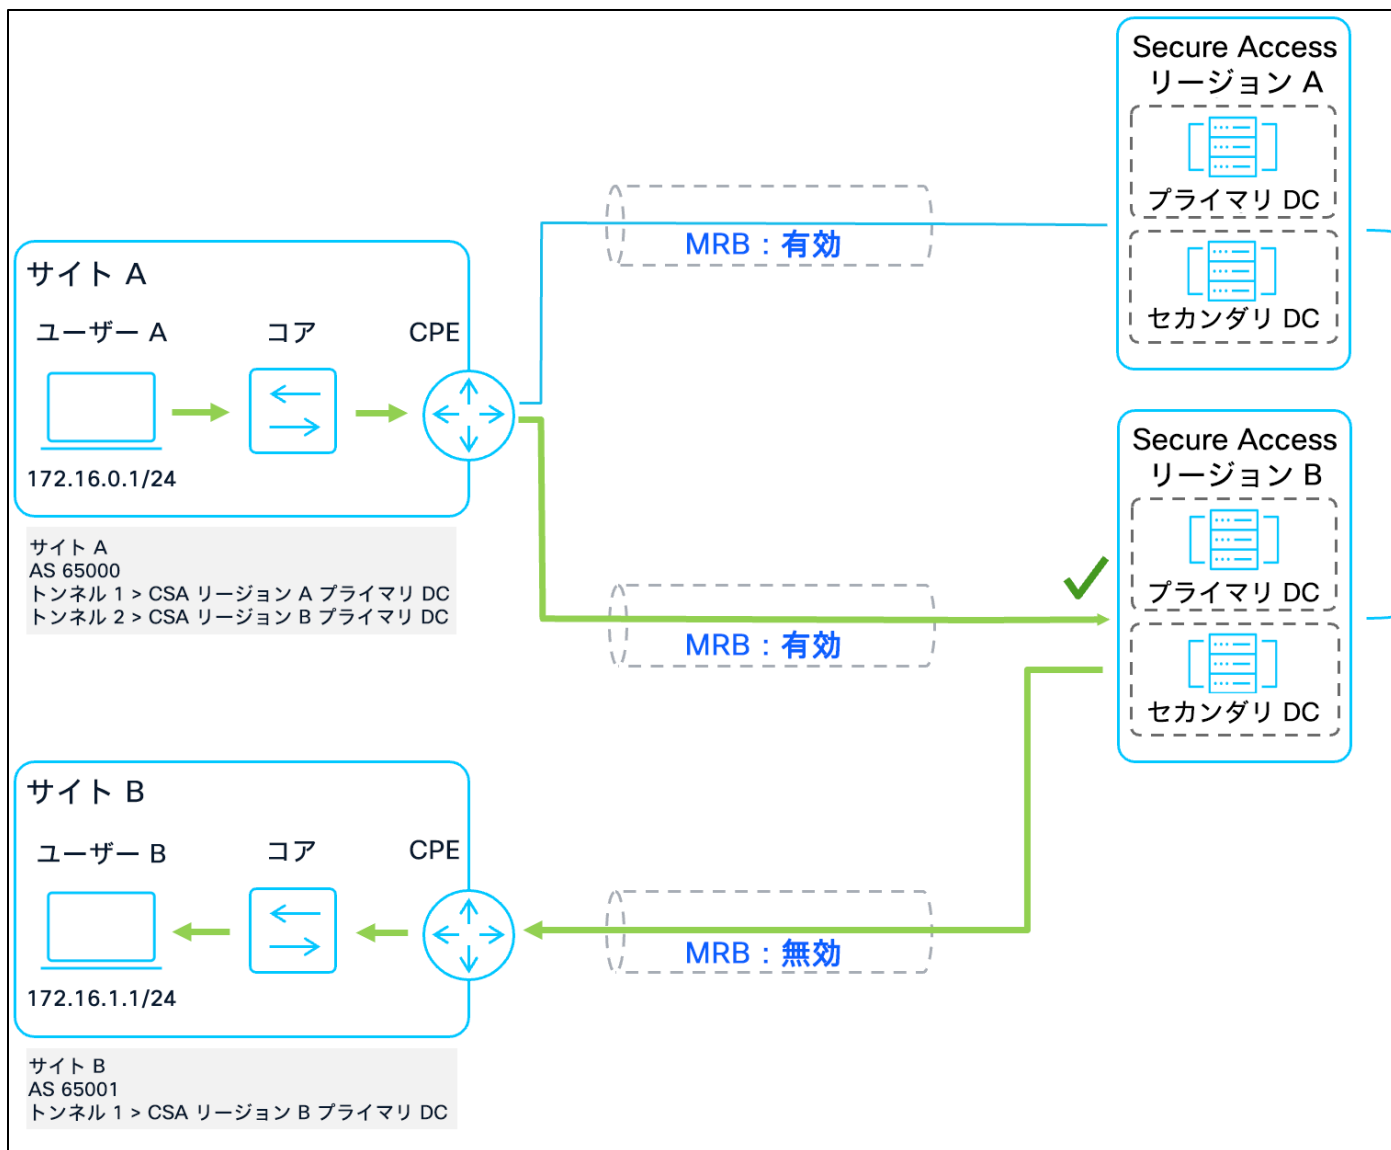 Secure Access
リージョン A
プライマリ DC
セカンダリ DC
MRB：有効
サイト A
ユーザー A
コア
CPE
172.16.0.1/24
サイト A
AS 65000
トンネル 1 > CSA リージョン A プライマリ DC
トンネル 2 > CSA リージョン B プライマリ DC
Secure Access
リージョン B
プライマリ DC
セカンダリ DC
MRB：有効
サイト B
ユーザー B
コア
CPE
MRB：無効
172.16.1.1/24
サイト B
AS 65001
トンネル 1 > CSA リージョン B プライマリ DC